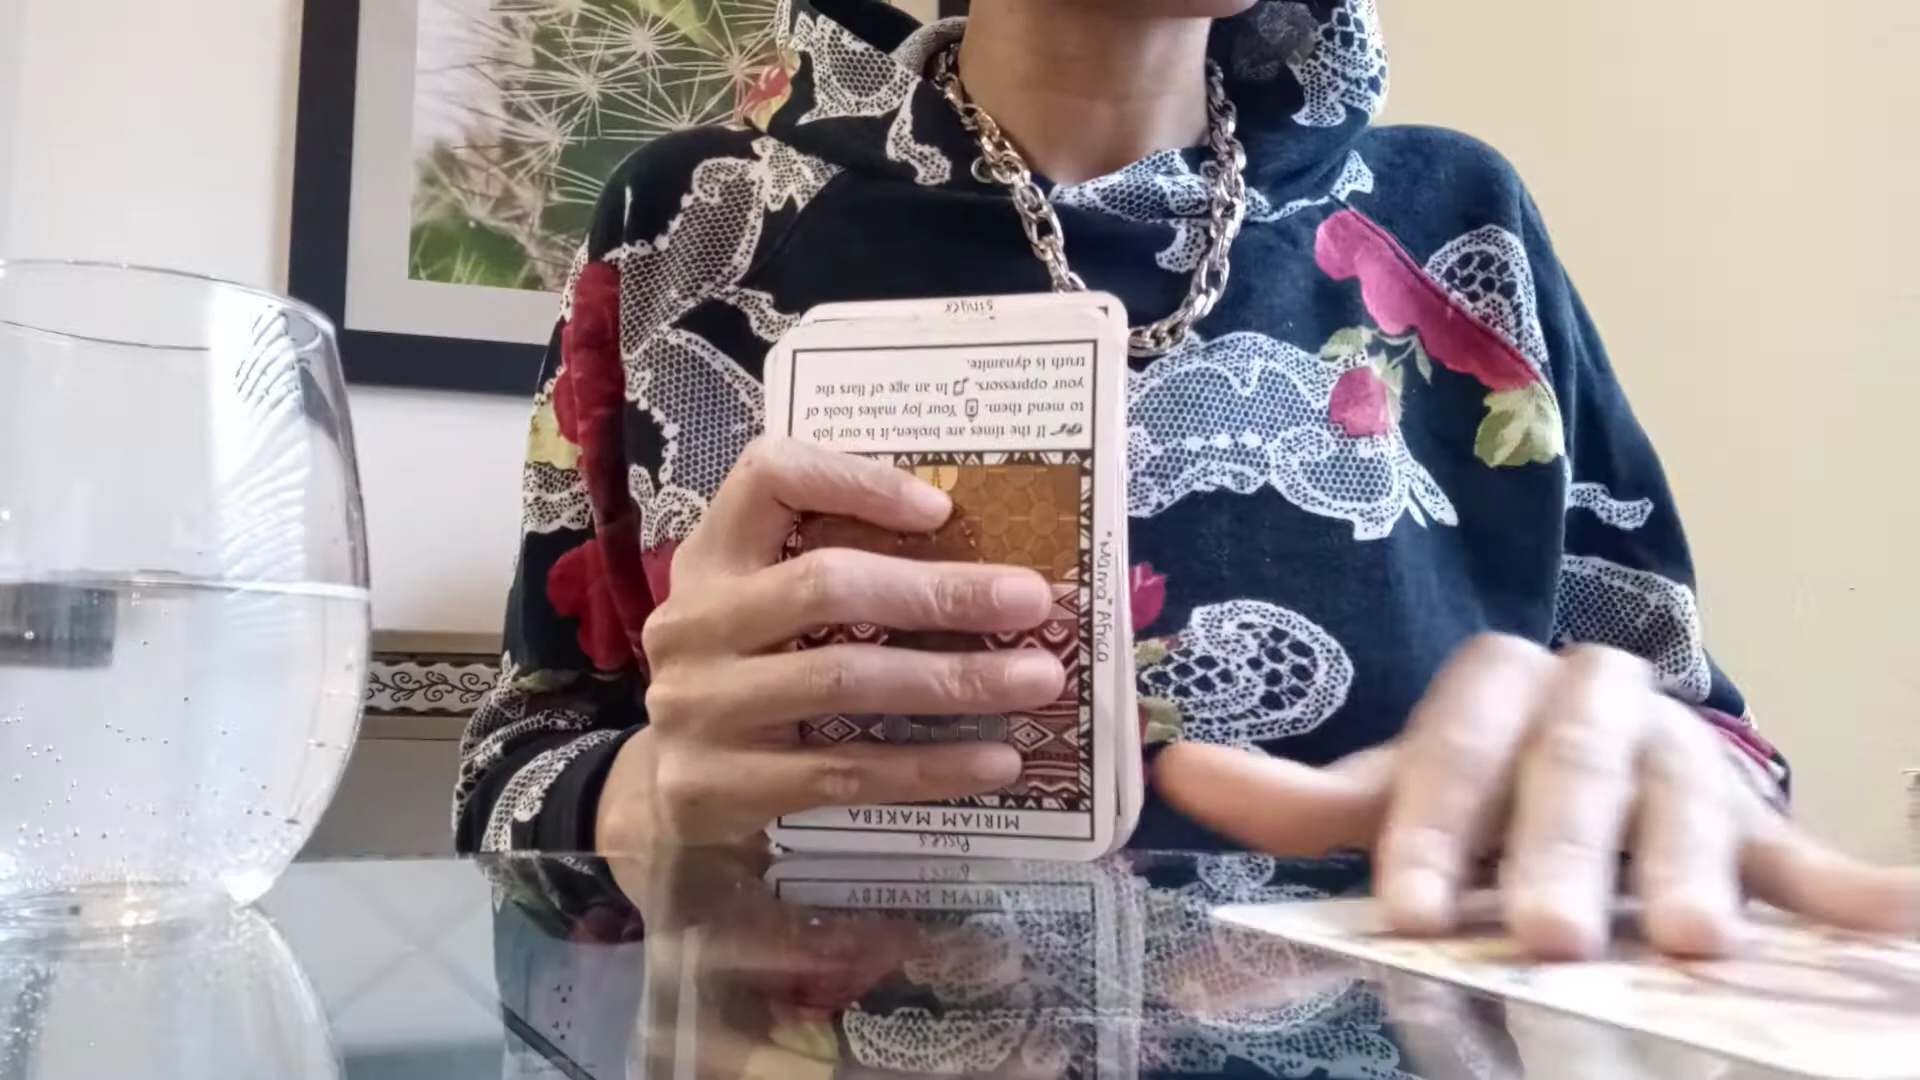 Pisces
MIRIAM MAKEBA
"Mama" Africa
If the times are broken, it is our job
to mend them. Your joy makes fools of
your oppressors. In an age of liars the
truth is dynamite.
singer